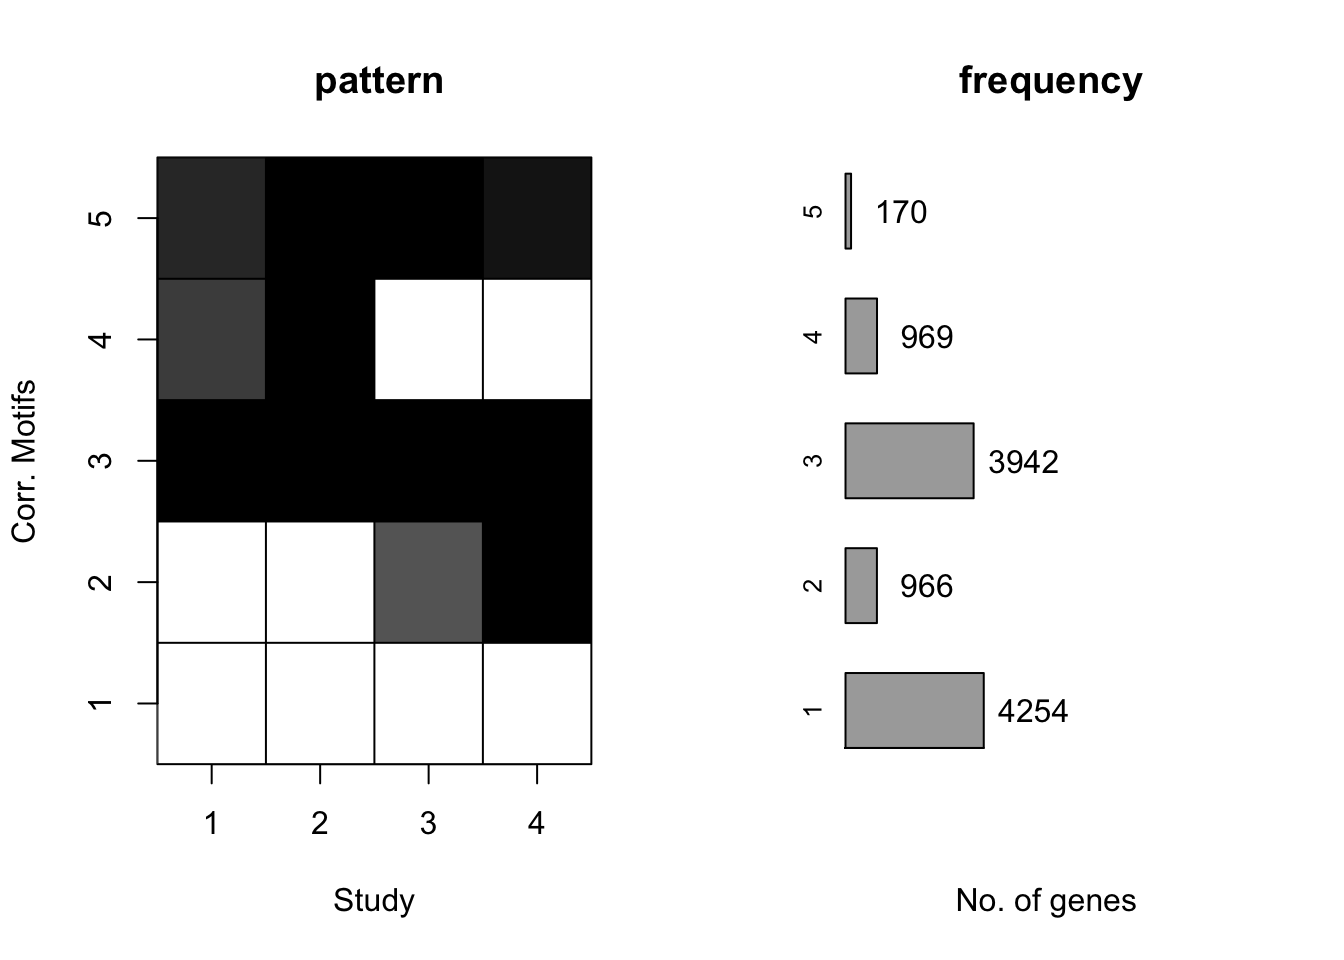 pattern
Corr. Motifs
5
4
3
2
1
1 2 3 4
Study
frequency
5 170
4 969
3 3942
2 966
1 4254
No. of genes